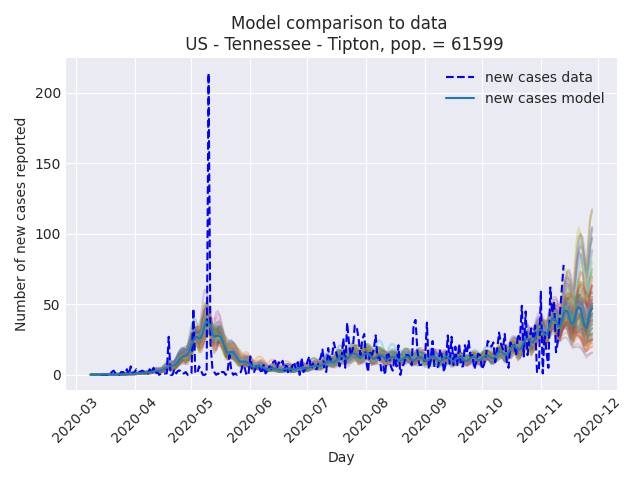 Model comparison to data
US - Tennessee - Tipton, pop. = 61599
new cases data
new cases model
Number of new cases reported
200
150
100
50
0
2020-03
2020-04
2020-05
2020-06
2020-07
2020-08
2020-09
2020-10
2020-11
2020-12
Day